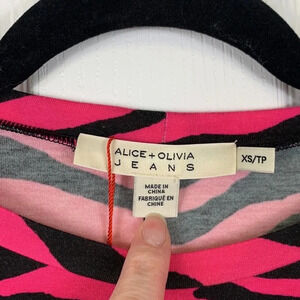 ALICE + OLIVIA
JEANS
XS/TP
MADE IN
CHINA
FABRIQUÉ EN
CHINE